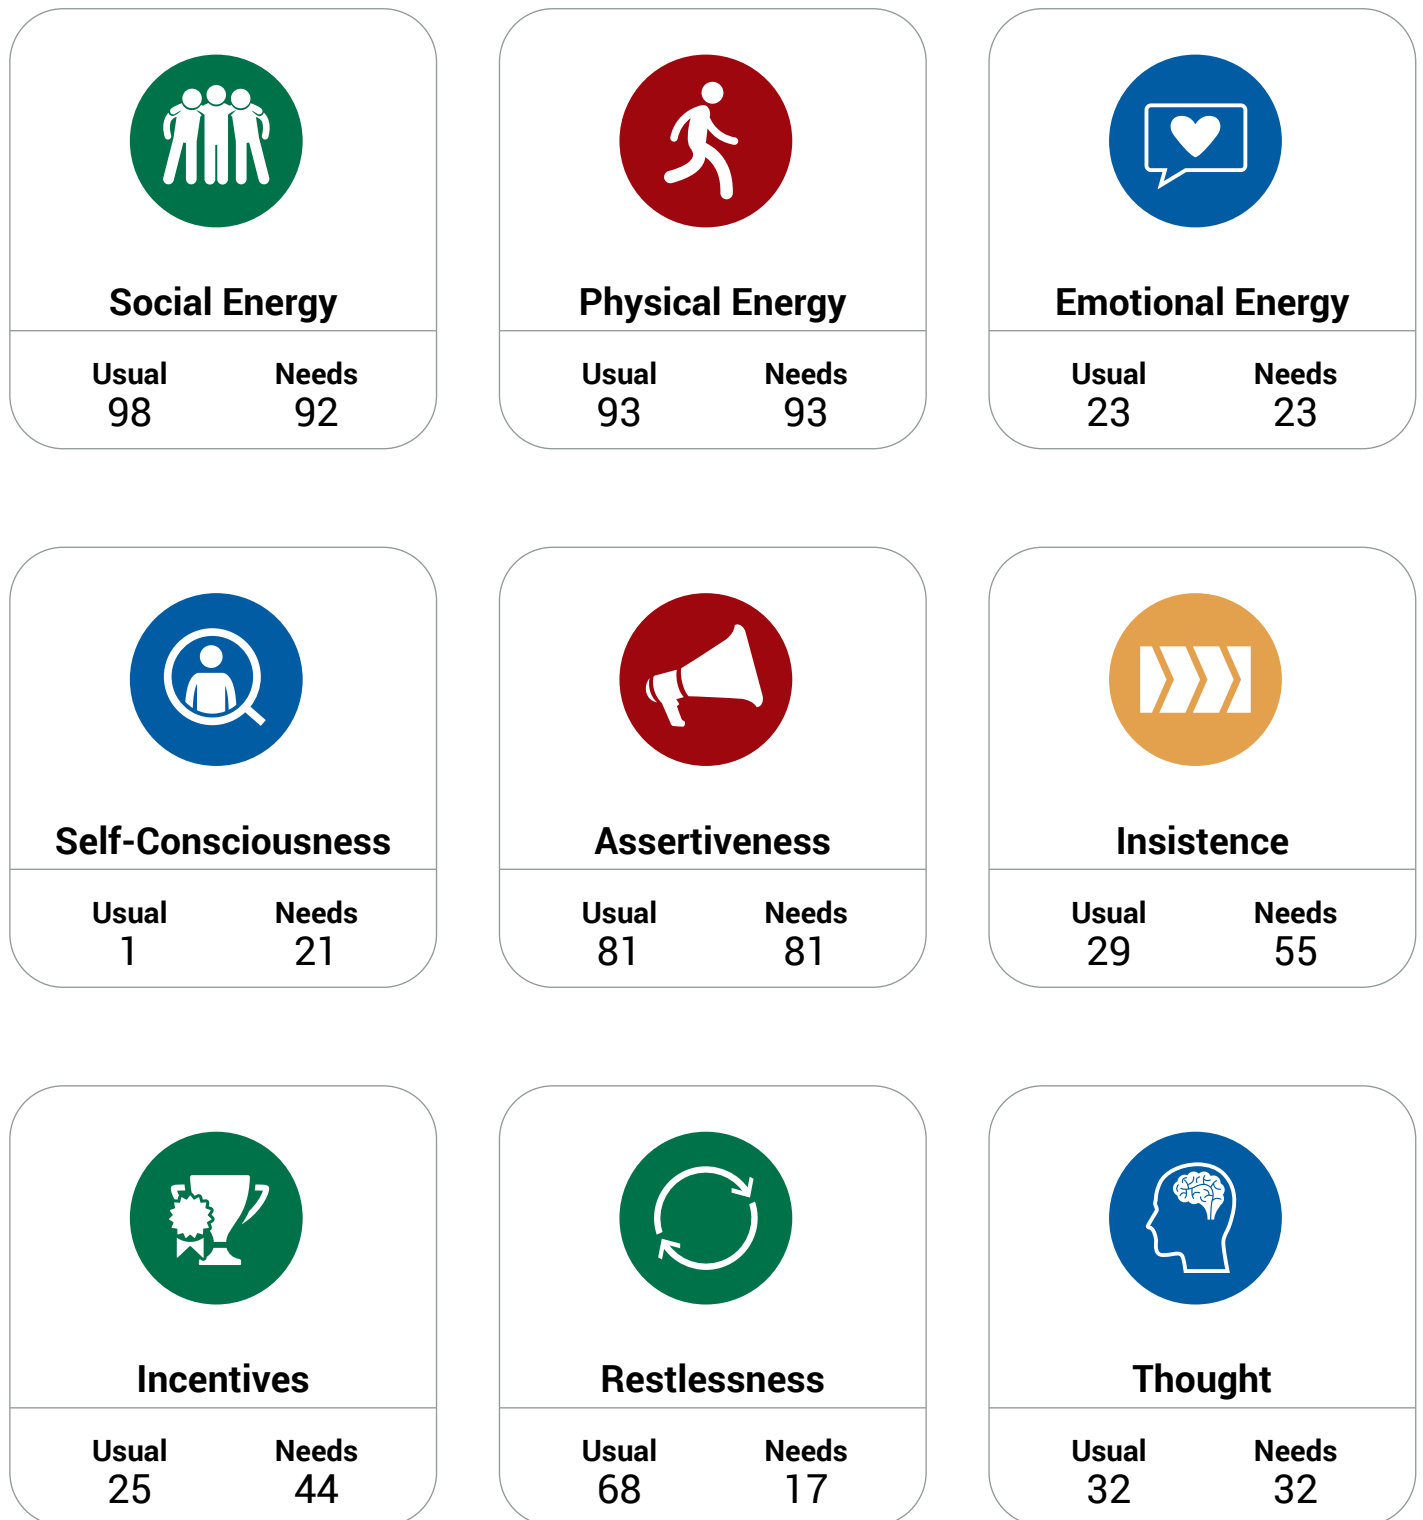 Social Energy
Usual Needs
98 92
Physical Energy
Usual Needs
93 93
Emotional Energy
Usual Needs
23 23
Self-Consciousness
Usual Needs
1 21
Assertiveness
Usual Needs
81 81
Insistence
Usual Needs
29 55
Incentives
Usual Needs
25 44
Restlessness
Usual Needs
68 17
Thought
Usual Needs
32 32